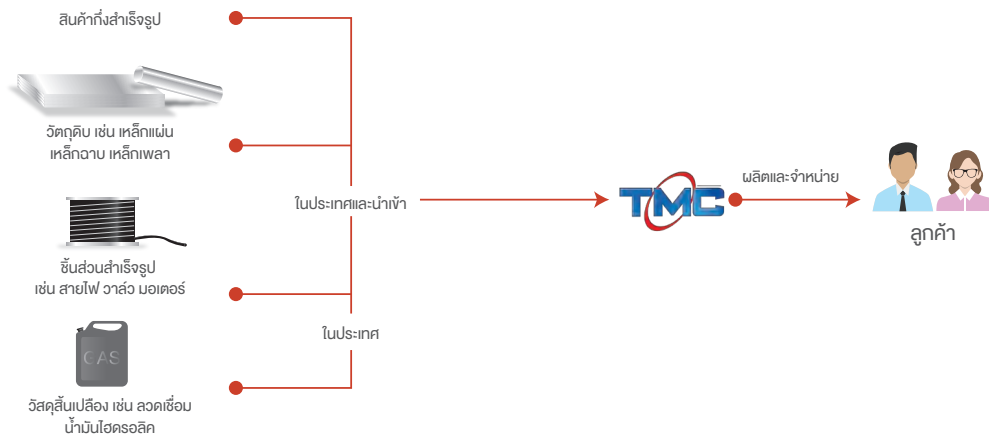 สินค้ากึ่งสำเร็จรูป
วัตถุดิบ เช่น เหล็กแผ่น
เหล็กฉาบ เหล็กเพลา
ชิ้นส่วนสำเร็จรูป
เช่น สายไฟ วาล์ว มอเตอร์
GAS
วัสดุสิ้นเปลือง เช่น ลวดเชื่อม
น้ำมันไฮดรอลิค
ในประเทศและนำเข้า
ในประเทศ
TMC
ผลิตและจำหน่าย
ลูกค้า